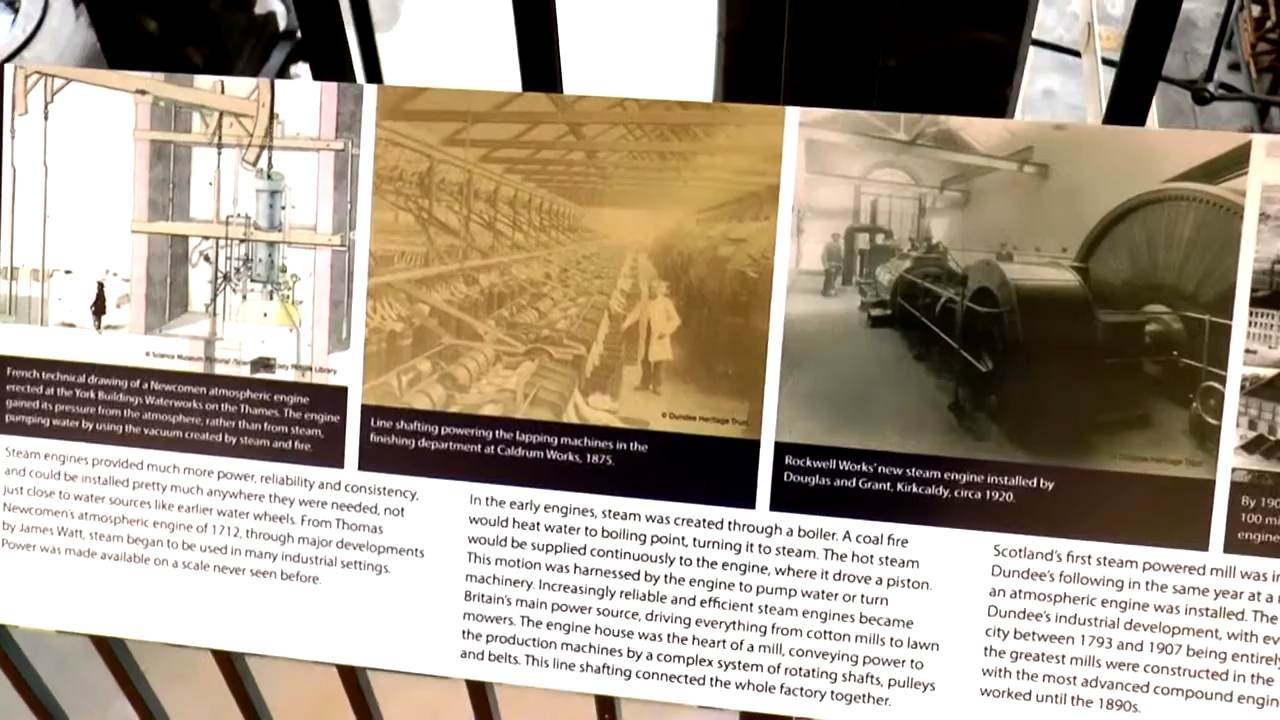 © Science Museum
Library
French technical drawing of a Newcomen atmospheric engine
erected at the York Buildings Waterworks on the Thames. The engine
gained its pressure from the atmosphere, rather than from steam,
pumping water by using the vacuum created by steam and fire.
© Dundee Heritage Trust
Line shafting powering the lapping machines in the
finishing department at Caldrum Works, 1875.
Rockwell Works' new steam engine installed by
Douglas and Grant, Kirkcaldy, circa 1920.
By 190
100 m
engine
Steam engines provided much more power, reliability and consistency,
and could be installed pretty much anywhere they were needed, not
just close to water sources like earlier water wheels. From Thomas
Newcomen's atmospheric engine of 1712, through major developments
by James Watt, steam began to be used in many industrial settings.
Power was made available on a scale never seen before.
In the early engines, steam was created through a boiler. A coal fire
would heat water to boiling point, turning it to steam. The hot steam
would be supplied continuously to the engine, where it drove a piston.
This motion was harnessed by the engine to pump water or turn
machinery. Increasingly reliable and efficient steam engines became
Britain's main power source, driving everything from cotton mills to lawn
mowers. The engine house was the heart of a mill, conveying power to
the production machines by a complex system of rotating shafts, pulleys
and belts. This line shafting connected the whole factory together.
Scotland's first steam powered mill was in
Dundee's following in the same year at a
an atmospheric engine was installed. The
Dundee's industrial development, with ev
city between 1793 and 1907 being entirel
the greatest mills were constructed in the
with the most advanced compound engin
worked until the 1890s.